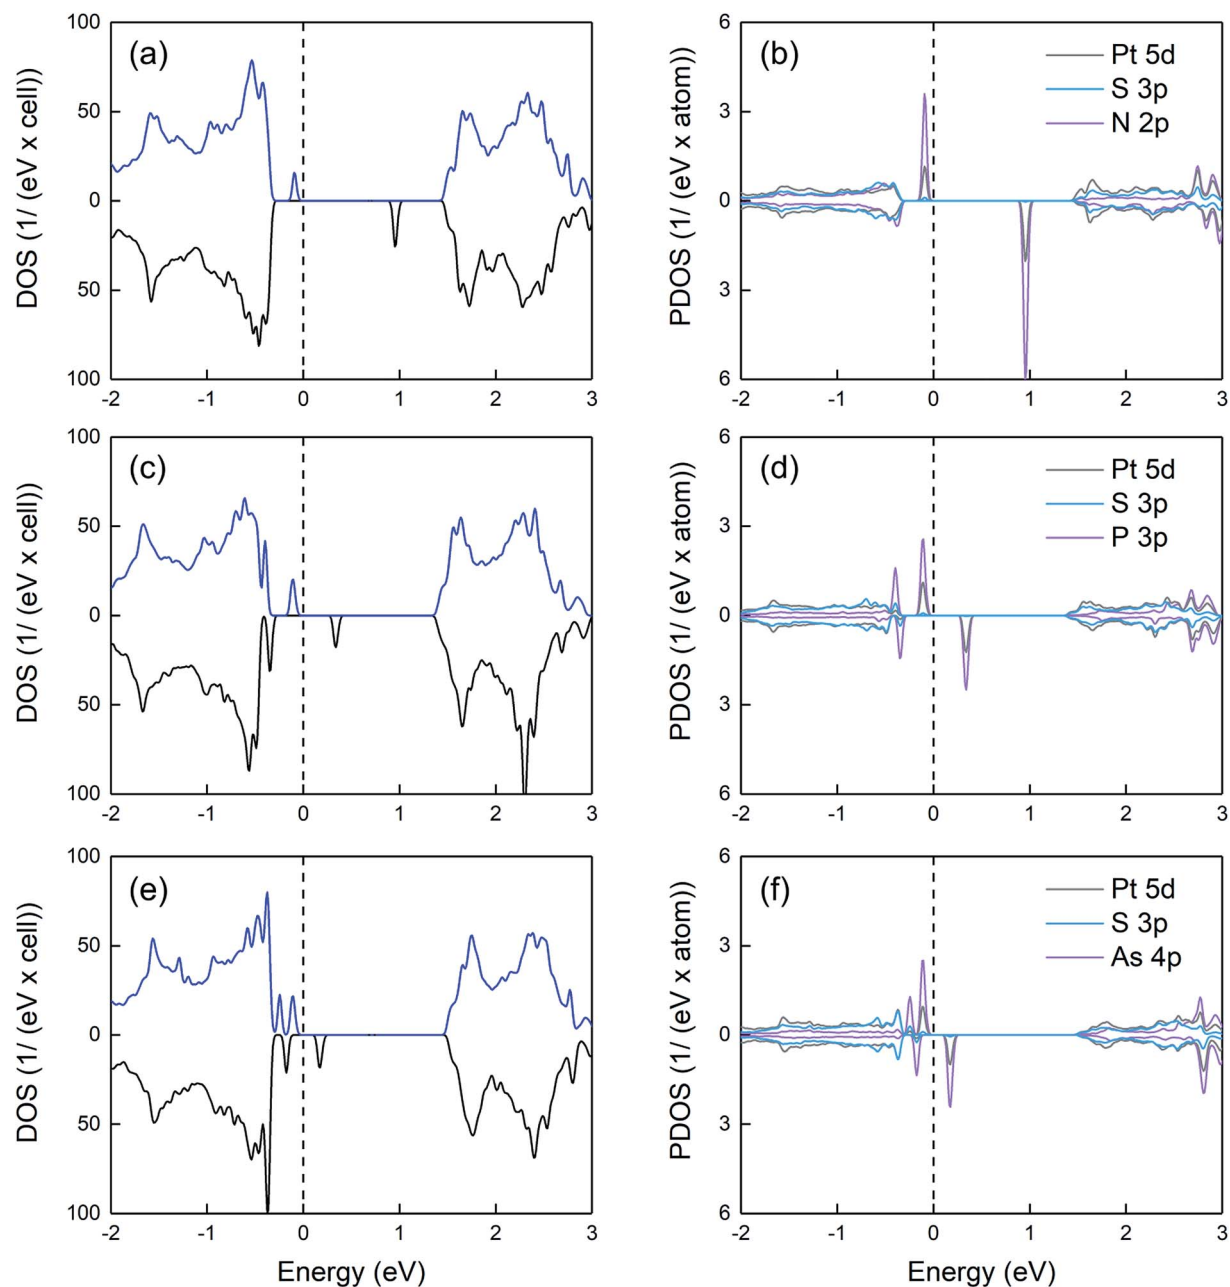 100
(a)
50
0
50
100
-2 -1 0 1 2 3
DOS (1/ (eV x cell))
6
(b)
Pt 5d
S 3p
N 2p
3
0
3
6
-2 -1 0 1 2 3
PDOS (1/ (eV x atom))
100
(c)
50
0
50
100
-2 -1 0 1 2 3
DOS (1/ (eV x cell))
6
(d)
Pt 5d
S 3p
P 3p
3
0
3
6
-2 -1 0 1 2 3
PDOS (1/ (eV x atom))
100
(e)
50
0
50
100
-2 -1 0 1 2 3
DOS (1/ (eV x cell))
Energy (eV)
6
(f)
Pt 5d
S 3p
As 4p
3
0
3
6
-2 -1 0 1 2 3
PDOS (1/ (eV x atom))
Energy (eV)